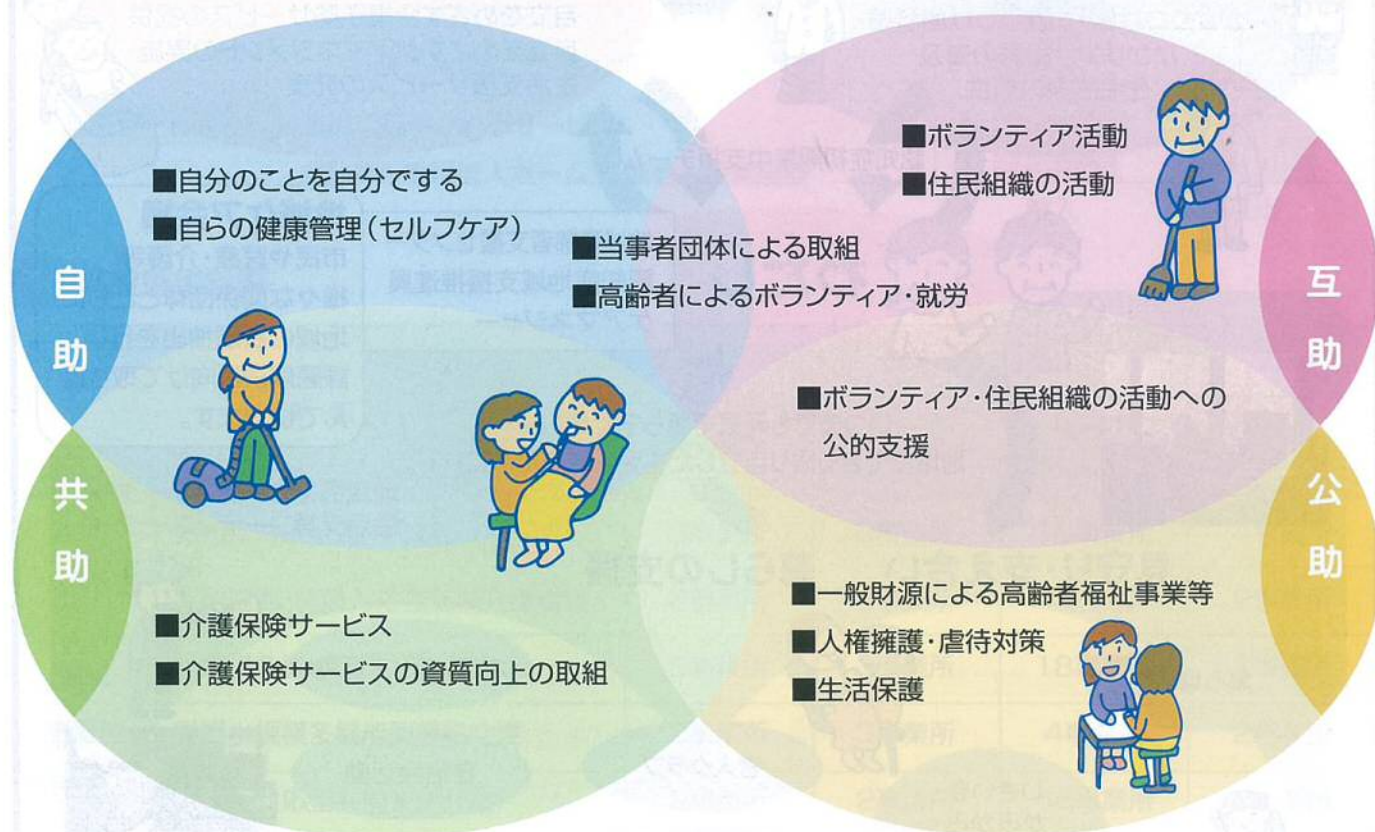 ■自分のことを自分でする
■自らの健康管理(セルフケア)
■ボランティア活動
■住民組織の活動
■当事者団体による取組
■高齢者によるボランティア・就労
自助
互助
■ボランティア・住民組織の活動への
公的支援
共助
公助
■介護保険サービス
■介護保険サービスの資質向上の取組
■一般財源による高齢者福祉事業等
■人権擁護・虐待対策
■生活保護